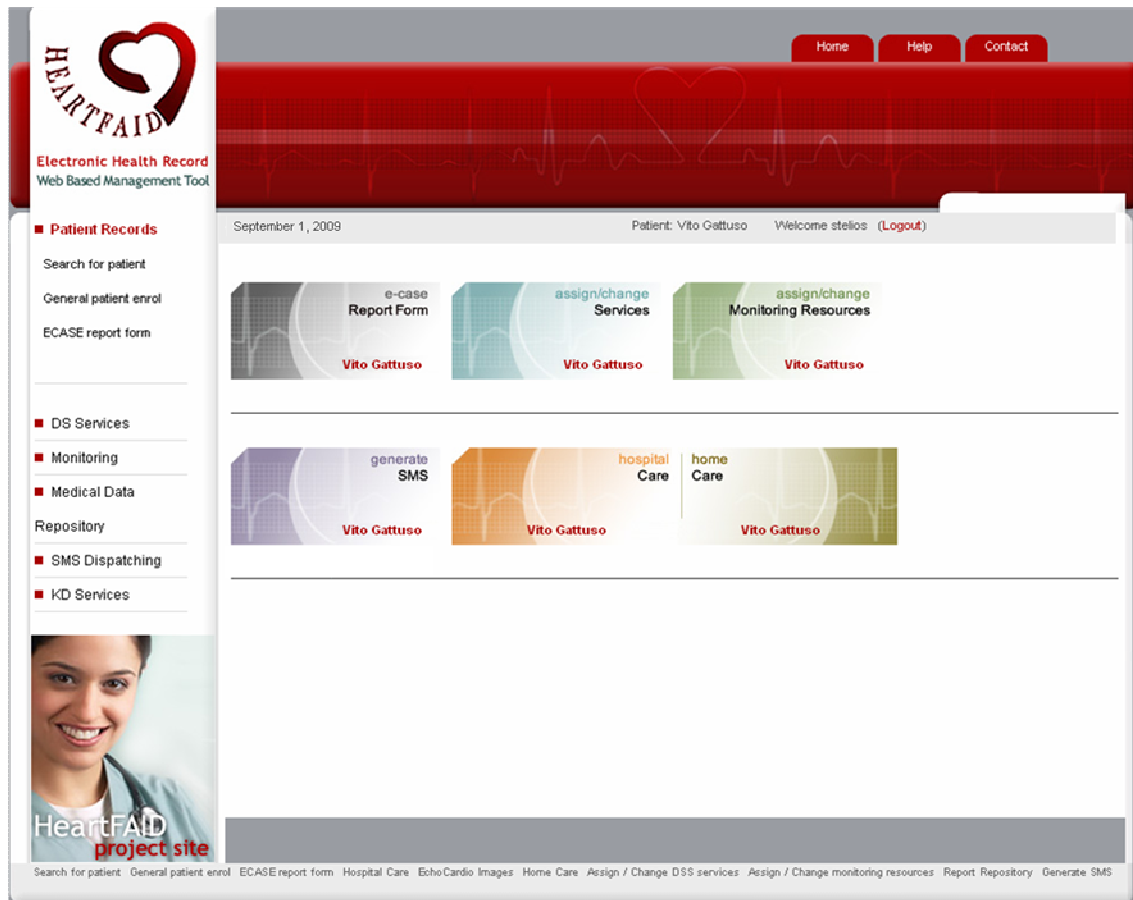 HEARTFAID
Electronic Health Record
Web Based Management Tool
Home Help Contact
September 1, 2009 Patient: Vito Gattuso Welcome stelios (Logout)
Patient Records
Search for patient
General patient enrol
ECASE report form
DS Services
Monitoring
Medical Data
Repository
SMS Dispatching
KD Services
HeartFAID
project site
e-case
Report Form
Vito Gattuso
assign/change
Services
Vito Gattuso
assign/change
Monitoring Resources
Vito Gattuso
generate
SMS
Vito Gattuso
hospital
Care
Vito Gattuso
home
Care
Vito Gattuso
Search for patient General patient enrol ECASE report form Hospital Care EchoCardio Images Home Care Assign / Change DSS services Assign / Change monitoring resources Report Repository Generate SMS